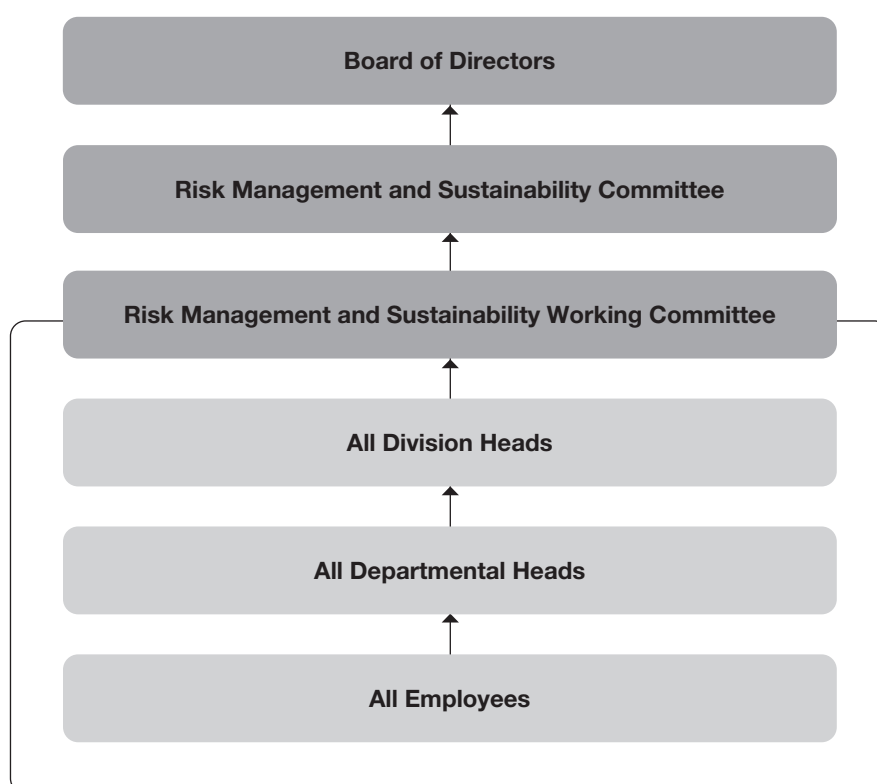 Board of Directors
Risk Management and Sustainability Committee
Risk Management and Sustainability Working Committee
All Division Heads
All Departmental Heads
All Employees